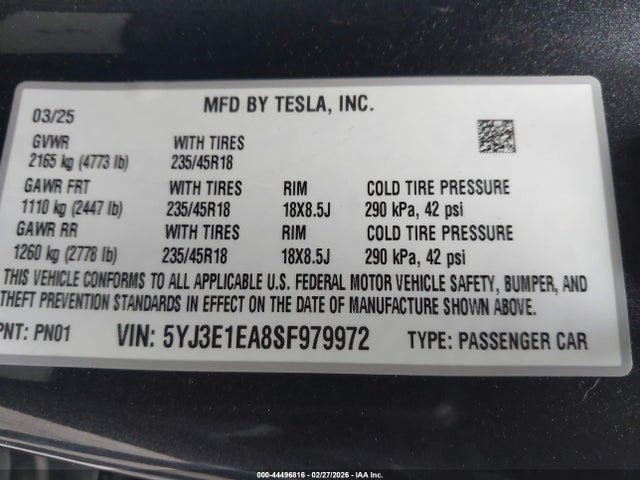 03/25 MFD BY TESLA, INC.
GVWR WITH TIRES
2165 kg (4773 lb) 235/45R18
GAWR FRT WITH TIRES RIM COLD TIRE PRESSURE
1110 kg (2447 lb) 235/45R18 18X8.5J 290 kPa, 42 psi
GAWR RR WITH TIRES RIM COLD TIRE PRESSURE
1260 kg (2778 lb) 235/45R18 18X8.5J 290 kPa, 42 psi
THIS VEHICLE CONFORMS TO ALL APPLICABLE U.S. FEDERAL MOTOR VEHICLE SAFETY, BUMPER, AND
THEFT PREVENTION STANDARDS IN EFFECT ON THE DATE OF MANUFACTURE SHOWN ABOVE.
PNT: PN01 VIN: 5YJ3E1EA8SF979972 TYPE: PASSENGER CAR
000-44496816 - 02/27/2026 - IAA Inc.